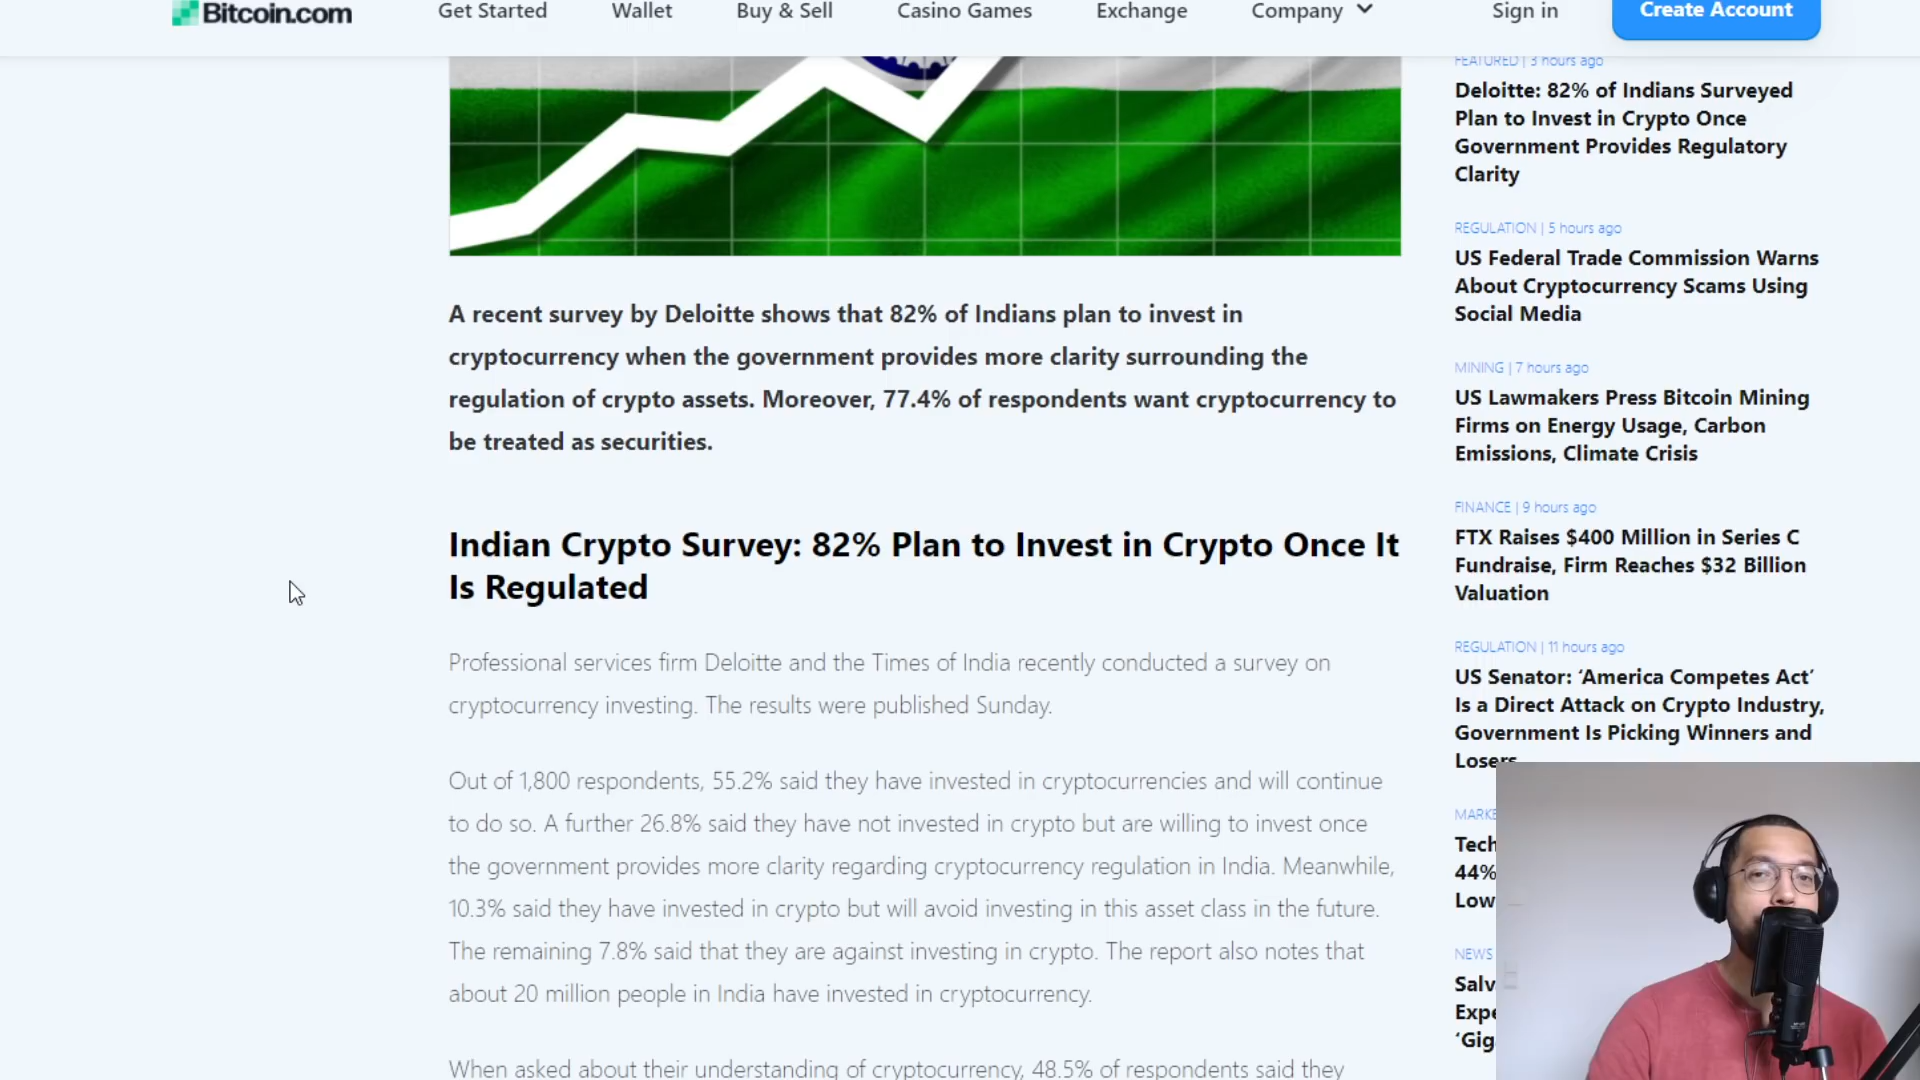 Bitcoin.com
Get Started
Wallet
Buy & Sell
Casino Games
Exchange
Company
Sign in
Create Account
A recent survey by Deloitte shows that 82% of Indians plan to invest in
cryptocurrency when the government provides more clarity surrounding the
regulation of crypto assets. Moreover, 77.4% of respondents want cryptocurrency to
be treated as securities.
Indian Crypto Survey: 82% Plan to Invest in Crypto Once It
Is Regulated
Professional services firm Deloitte and the Times of India recently conducted a survey on
cryptocurrency investing. The results were published Sunday.
Out of 1,800 respondents, 55.2% said they have invested in cryptocurrencies and will continue
to do so. A further 26.8% said they have not invested in crypto but are willing to invest once
the government provides more clarity regarding cryptocurrency regulation in India. Meanwhile,
10.3% said they have invested in crypto but will avoid investing in this asset class in the future.
The remaining 7.8% said that they are against investing in crypto. The report also notes that
about 20 million people in India have invested in cryptocurrency.
When asked about their understanding of cryptocurrency, 48.5% of respondents said they
FEATURED | 3 hours ago
Deloitte: 82% of Indians Surveyed
Plan to Invest in Crypto Once
Government Provides Regulatory
Clarity
REGULATION | 5 hours ago
US Federal Trade Commission Warns
About Cryptocurrency Scams Using
Social Media
MINING | 7 hours ago
US Lawmakers Press Bitcoin Mining
Firms on Energy Usage, Carbon
Emissions, Climate Crisis
FINANCE | 9 hours ago
FTX Raises $400 Million in Series C
Fundraise, Firm Reaches $32 Billion
Valuation
REGULATION | 11 hours ago
US Senator: ‘America Competes Act’
Is a Direct Attack on Crypto Industry,
Government Is Picking Winners and
Losers
MARKE
Tech
44%
Low
NEWS
Salv
Expe
‘Gig